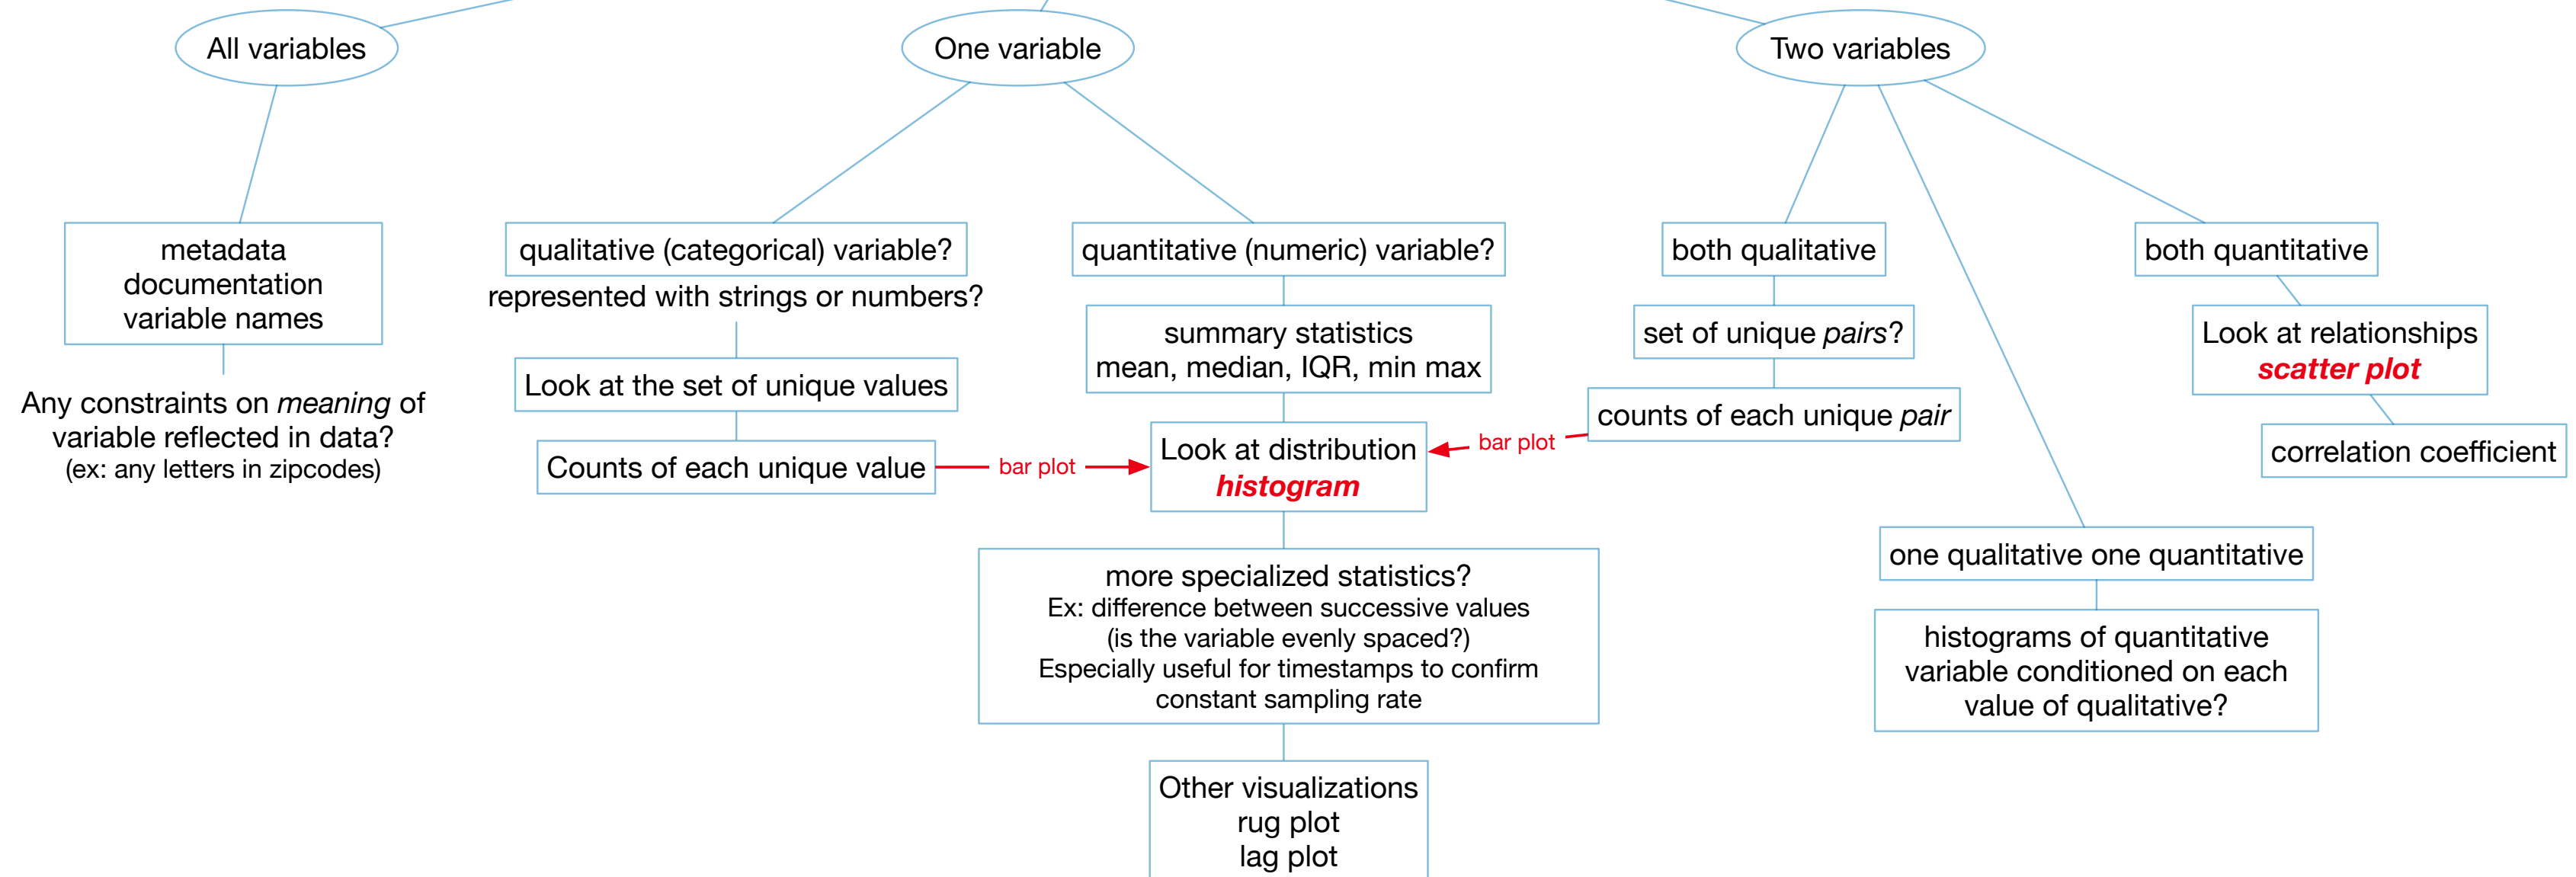 All variables
One variable
Two variables
metadata
documentation
variable names
Any constraints on meaning of
variable reflected in data?
(ex: any letters in zipcodes)
qualitative (categorical) variable?
represented with strings or numbers?
Look at the set of unique values
Counts of each unique value
bar plot
quantitative (numeric) variable?
summary statistics
mean, median, IQR, min max
Look at distribution
histogram
more specialized statistics?
Ex: difference between successive values
(is the variable evenly spaced?)
Especially useful for timestamps to confirm
constant sampling rate
Other visualizations
rug plot
lag plot
both qualitative
set of unique pairs?
counts of each unique pair
bar plot
one qualitative one quantitative
histograms of quantitative
variable conditioned on each
value of qualitative?
both quantitative
Look at relationships
scatter plot
correlation coefficient